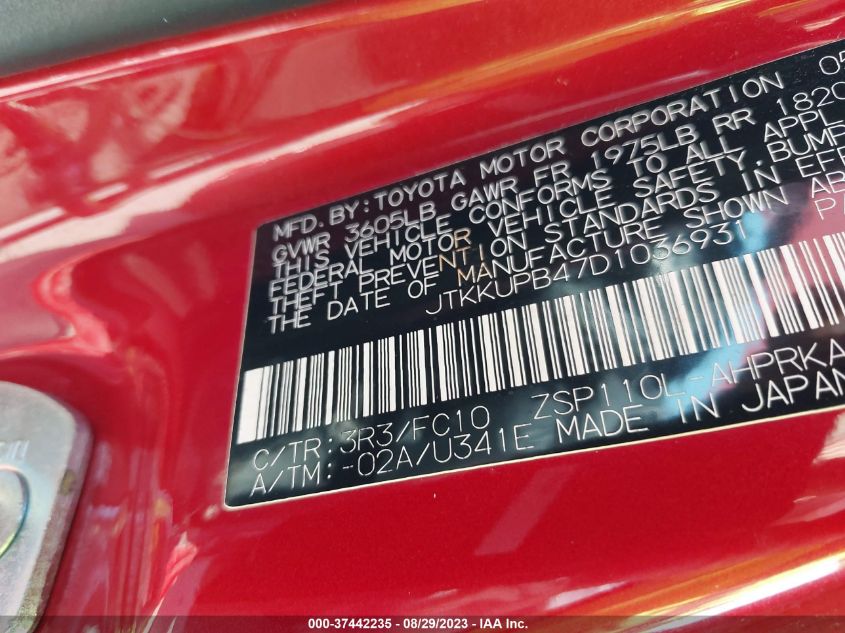 MFD. BY: TOYOTA MOTOR CORPORATION 05
GVWR 3605LB GAWR FR 1975LB RR 1820
THIS VEHICLE CONFORMS TO ALL APPL
FEDERAL MOTOR VEHICLE SAFETY, BUMPE
THEFT PREVENTION STANDARDS IN EFF
THE DATE OF MANUFACTURE SHOWN AB
JTKKUPB47D1036931
C/TR: 3R3/FC10 ZSP110L-AHPRKA
A/TM: -02A/U341E MADE IN JAPAN
000-37442235 - 08/29/2023 - IAA Inc.